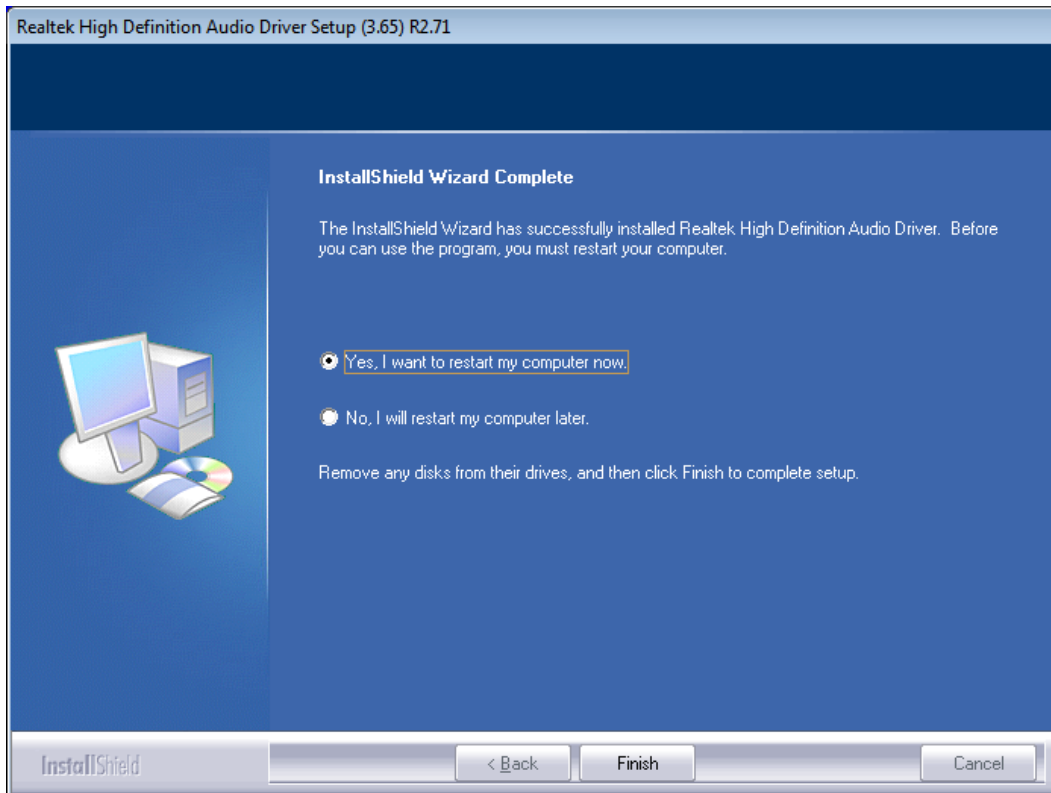 Realtek High Definition Audio Driver Setup (3.65) R2.71
InstallShield Wizard Complete
The InstallShield Wizard has successfully installed Realtek High Definition Audio Driver. Before
you can use the program, you must restart your computer.
Yes, I want to restart my computer now.
No, I will restart my computer later.
Remove any disks from their drives, and then click Finish to complete setup.
InstallShield
< Back
Finish
Cancel